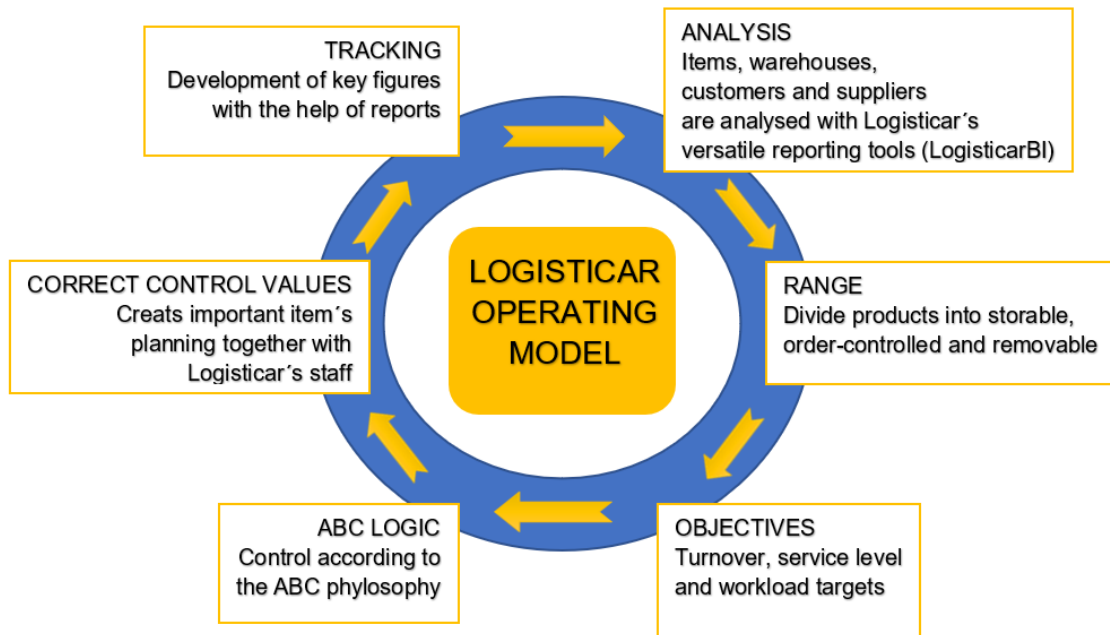 TRACKING
Development of key figures
with the help of reports
ANALYSIS
Items, warehouses,
customers and suppliers
are analysed with Logisticar´s
versatile reporting tools (LogisticarBI)
RANGE
Divide products into storable,
order-controlled and removable
OBJECTIVES
Turnover, service level
and workload targets
ABC LOGIC
Control according to
the ABC phylosophy
CORRECT CONTROL VALUES
Creats important item´s
planning together with
Logisticar´s staff
LOGISTICAR
OPERATING
MODEL